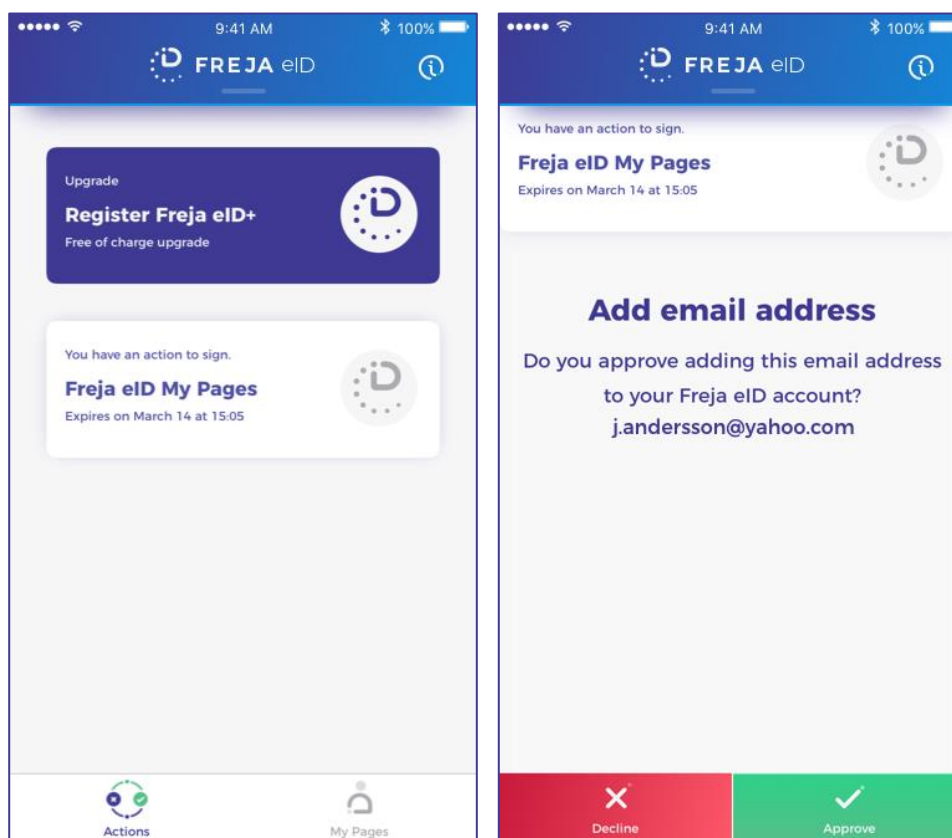 9:41 AM
100%
FREJA eID
Upgrade
Register Freja eID+
Free of charge upgrade
You have an action to sign.
Freja eID My Pages
Expires on March 14 at 15:05
Actions
My Pages
9:41 AM
100%
FREJA eID
You have an action to sign.
Freja eID My Pages
Expires on March 14 at 15:05
Add email address
Do you approve adding this email address
to your Freja eID account?
j.andersson@yahoo.com
Decline
Approve